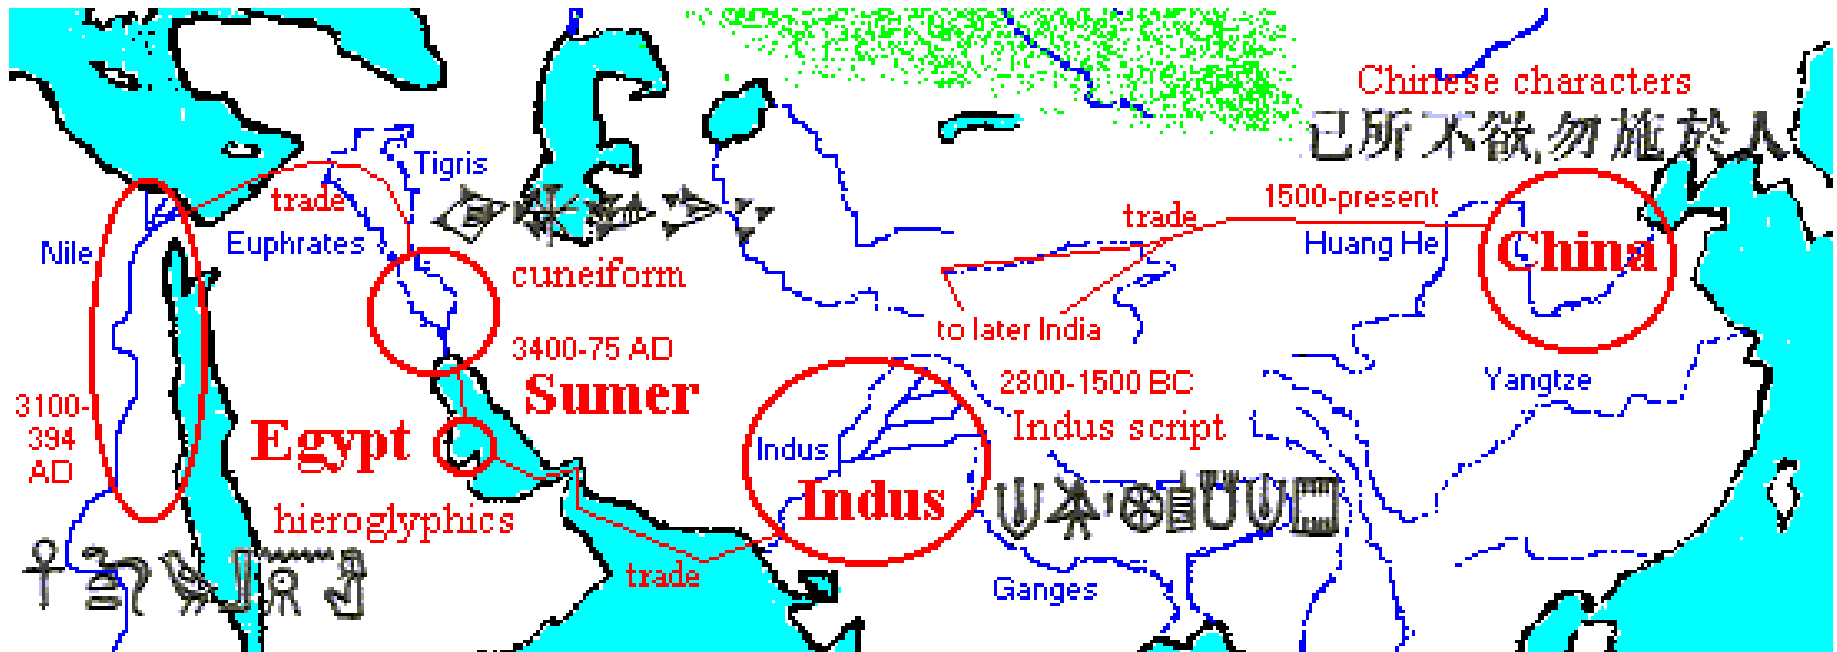 Chinese characters
己所不欲,勿施於人
Tigris
trade
1500-present
trade
Nile
Euphrates
Huang He
China
cuneiform
to later India
3400-75 AD
Sumer
2800-1500 BC
Yangtze
3100-
394
AD
Egypt
Indus script
Indus
Indus
hieroglyphics
trade
Ganges